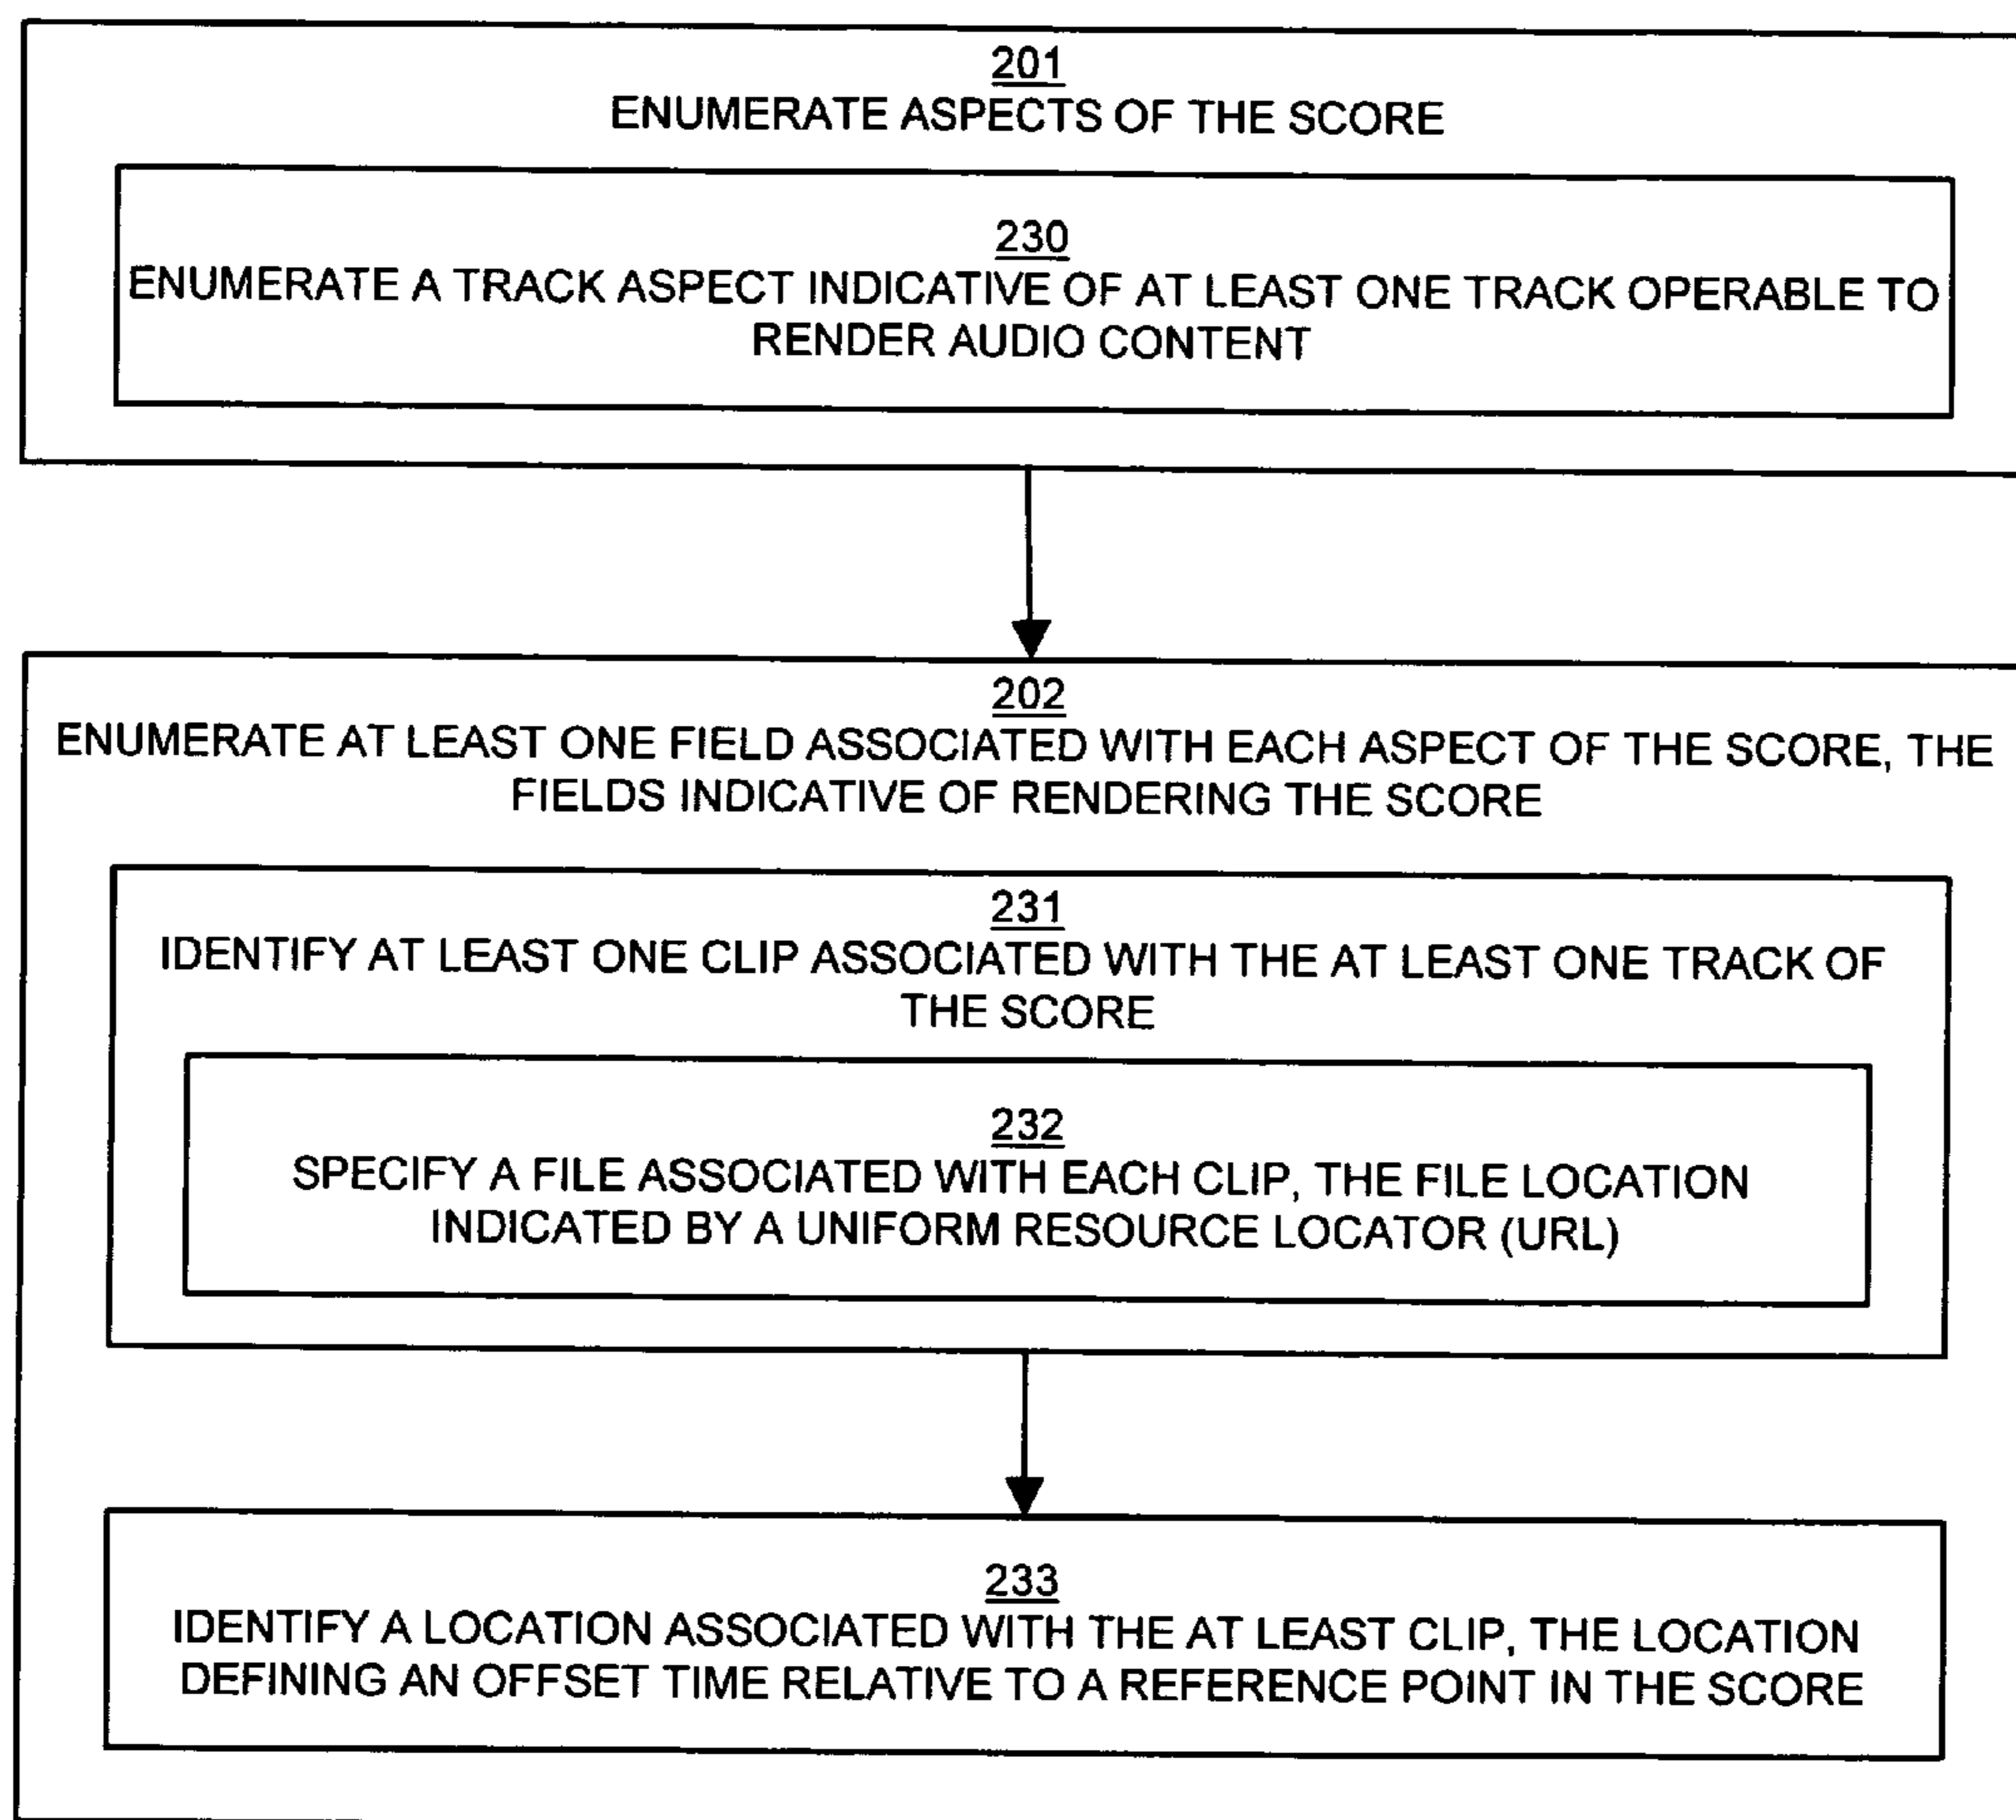 201
ENUMERATE ASPECTS OF THE SCORE
230
ENUMERATE A TRACK ASPECT INDICATIVE OF AT LEAST ONE TRACK OPERABLE TO
RENDER AUDIO CONTENT
202
ENUMERATE AT LEAST ONE FIELD ASSOCIATED WITH EACH ASPECT OF THE SCORE, THE
FIELDS INDICATIVE OF RENDERING THE SCORE
231
IDENTIFY AT LEAST ONE CLIP ASSOCIATED WITH THE AT LEAST ONE TRACK OF
THE SCORE
232
SPECIFY A FILE ASSOCIATED WITH EACH CLIP, THE FILE LOCATION
INDICATED BY A UNIFORM RESOURCE LOCATOR (URL)
233
IDENTIFY A LOCATION ASSOCIATED WITH THE AT LEAST CLIP, THE LOCATION
DEFINING AN OFFSET TIME RELATIVE TO A REFERENCE POINT IN THE SCORE